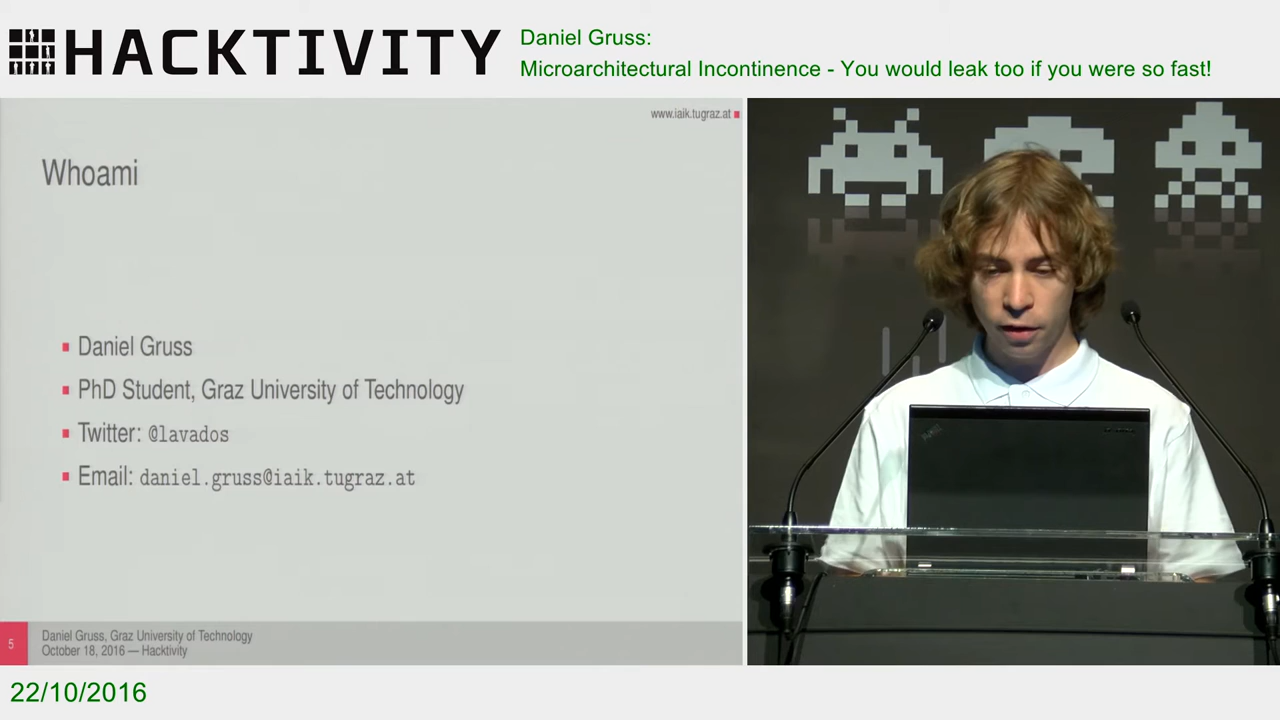 HACKTIVITY
Daniel Gruss:
Microarchitectural Incontinence - You would leak too if you were so fast!
www.iaik.tugraz.at
Whoami
Daniel Gruss
PhD Student, Graz University of Technology
Twitter: @lavados
Email: daniel.gruss@iaik.tugraz.at
5
Daniel Gruss, Graz University of Technology
October 18, 2016 — Hacktivity
22/10/2016